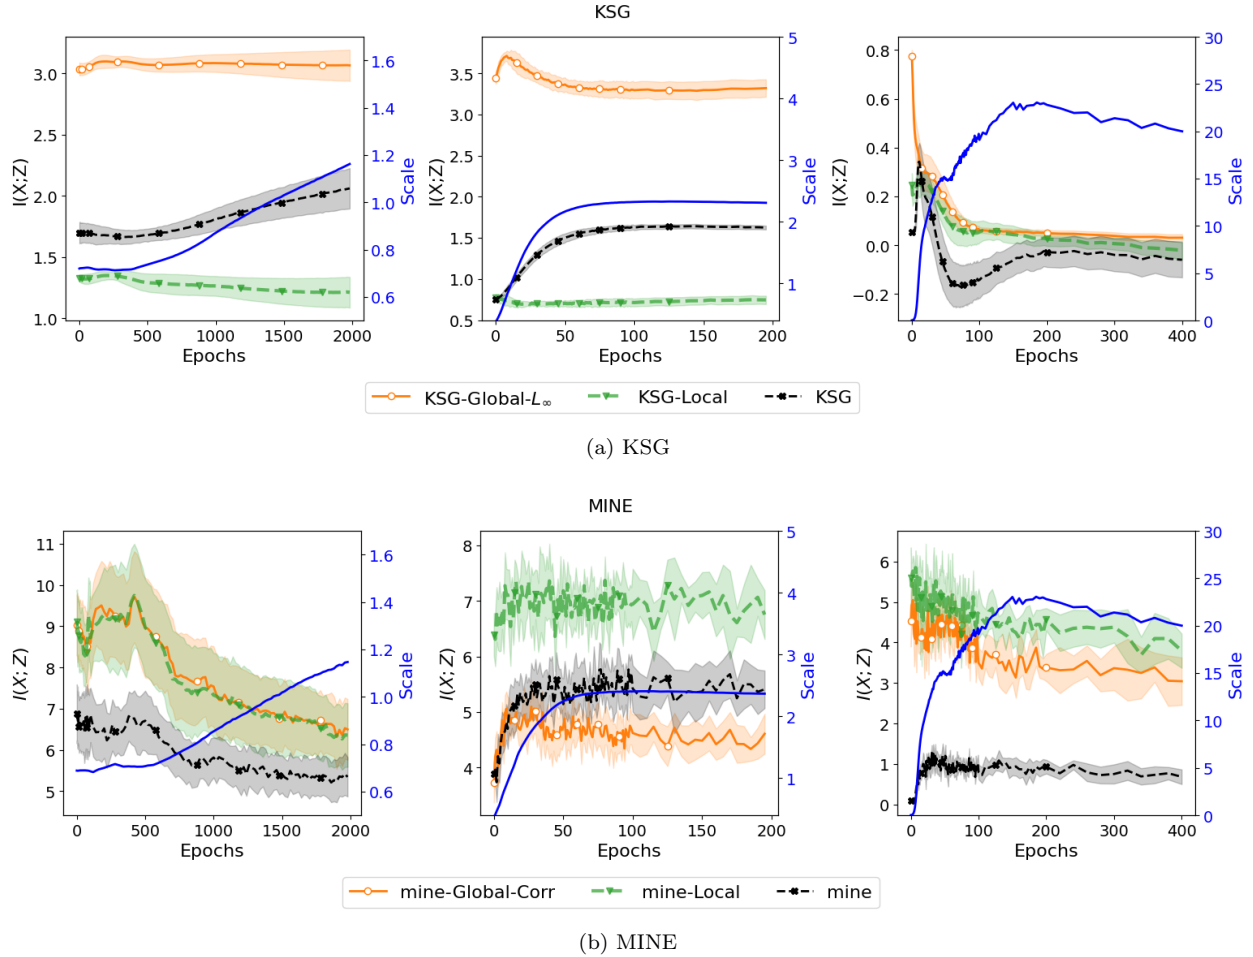 KSG
I(X;Z)
3.0
2.5
2.0
1.5
1.0
0 500 1000 1500 2000
Epochs
1.6
1.4
1.2
1.0
0.8
0.6
Scale
I(X;Z)
3.5
3.0
2.5
2.0
1.5
1.0
0.5
0 50 100 150 200
Epochs
5
4
3
2
1
0
Scale
I(X;Z)
0.8
0.6
0.4
0.2
0.0
−0.2
0 100 200 300 400
Epochs
30
25
20
15
10
5
0
Scale
KSG-Global-L∞ KSG-Local KSG
(a) KSG
MINE
I(X; Z)
11
10
9
8
7
6
5
0 500 1000 1500 2000
Epochs
1.6
1.4
1.2
1.0
0.8
0.6
Scale
I(X; Z)
8
7
6
5
4
0 50 100 150 200
Epochs
5
4
3
2
1
Scale
I(X; Z)
6
5
4
3
2
1
0
0 100 200 300 400
Epochs
30
25
20
15
10
5
0
Scale
mine-Global-Corr mine-Local mine
(b) MINE